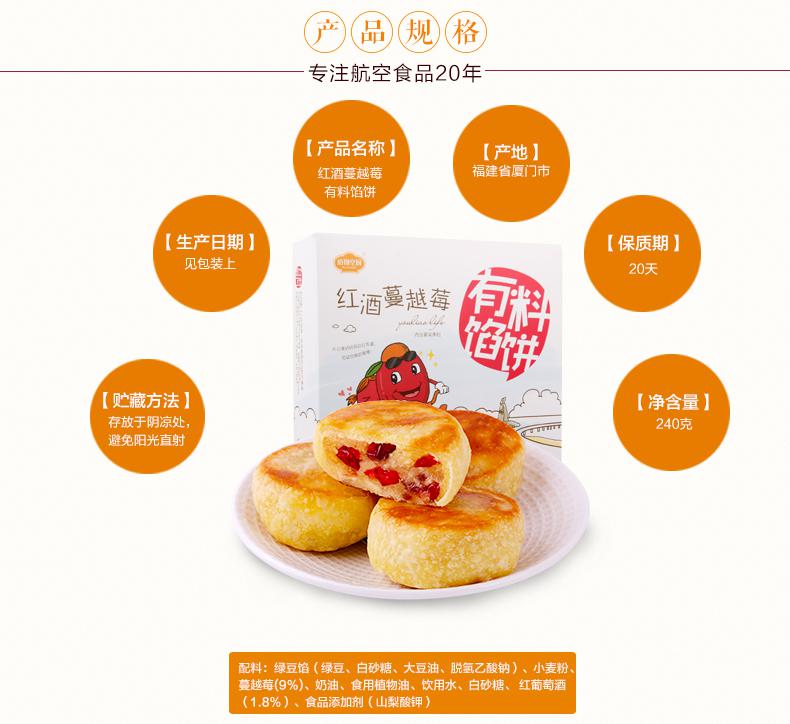 产品规格
专注航空食品20年
【产品名称】
红酒蔓越莓
有料馅饼
【产地】
福建省厦门市
【生产日期】
见包装上
【保质期】
20天
【贮藏方法】
存放于阴凉处，
避免阳光直射
【净含量】
240克
红酒蔓越莓
youliao life
有料
馅饼
配料：绿豆馅（绿豆、白砂糖、大豆油、脱氢乙酸钠）、小麦粉、
蔓越莓(9%)、奶油、食用植物油、饮用水、白砂糖、 红葡萄酒
（1.8%）、食品添加剂（山梨酸钾）